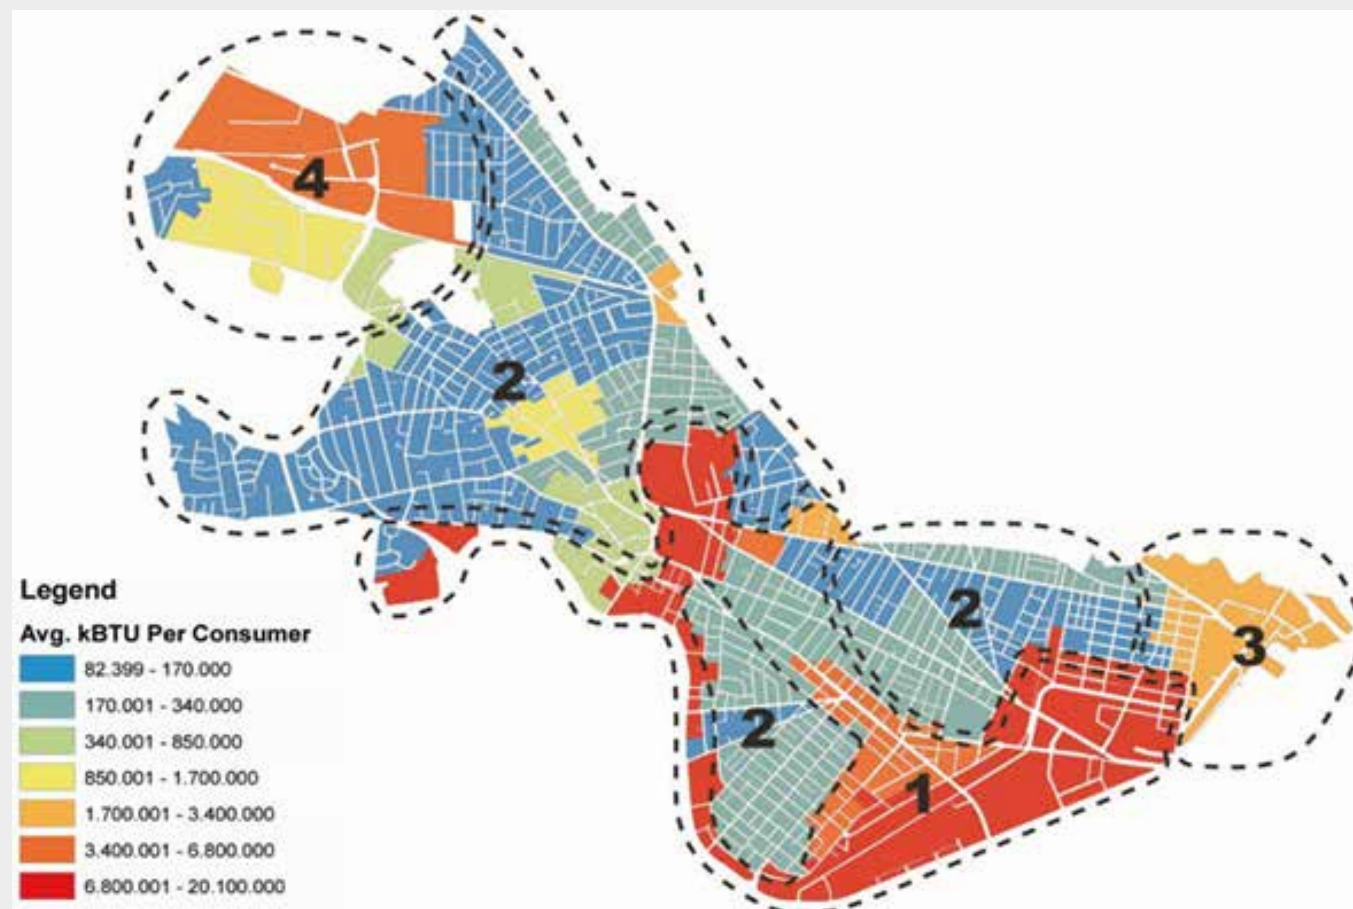 4
2
2
3
2
1
Legend
Avg. kBTU Per Consumer
82.399 - 170.000
170.001 - 340.000
340.001 - 850.000
850.001 - 1.700.000
1.700.001 - 3.400.000
3.400.001 - 6.800.000
6.800.001 - 20.100.000